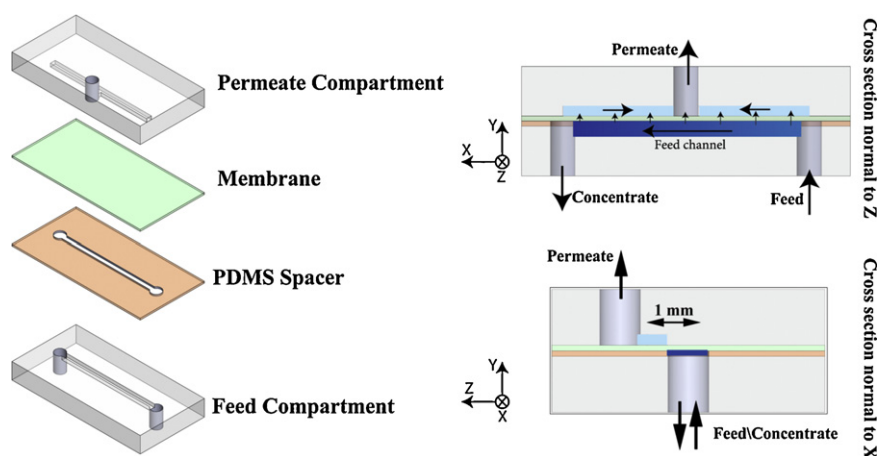 Permeate Compartment
Membrane
PDMS Spacer
Feed Compartment
Permeate
Y
X
Z
Feed channel
Concentrate
Feed
Cross section normal to Z
Permeate
1 mm
Y
Z
X
Feed\Concentrate
Cross section normal to X